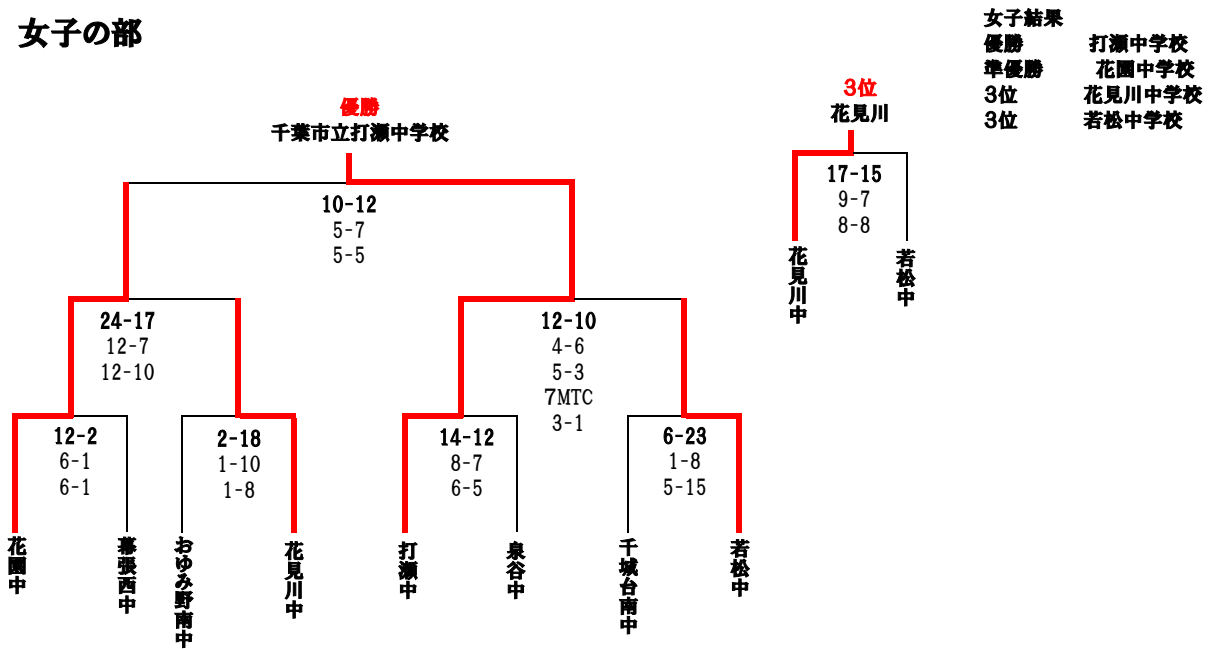 女子の部
女子結果
優勝 打瀬中学校
準優勝 花園中学校
3位 花見川中学校
3位 若松中学校
優勝
千葉市立打瀬中学校
10-12
5-7
5-5
3位
花見川
17-15
9-7
8-8
花見川中
若松中
24-17
12-7
12-10
12-10
4-6
5-3
7MTC
3-1
12-2
6-1
6-1
2-18
1-10
1-8
14-12
8-7
6-5
6-23
1-8
5-15
花園中
幕張西中
おゆみ野南中
花見川中
打瀬中
泉谷中
千城台南中
若松中